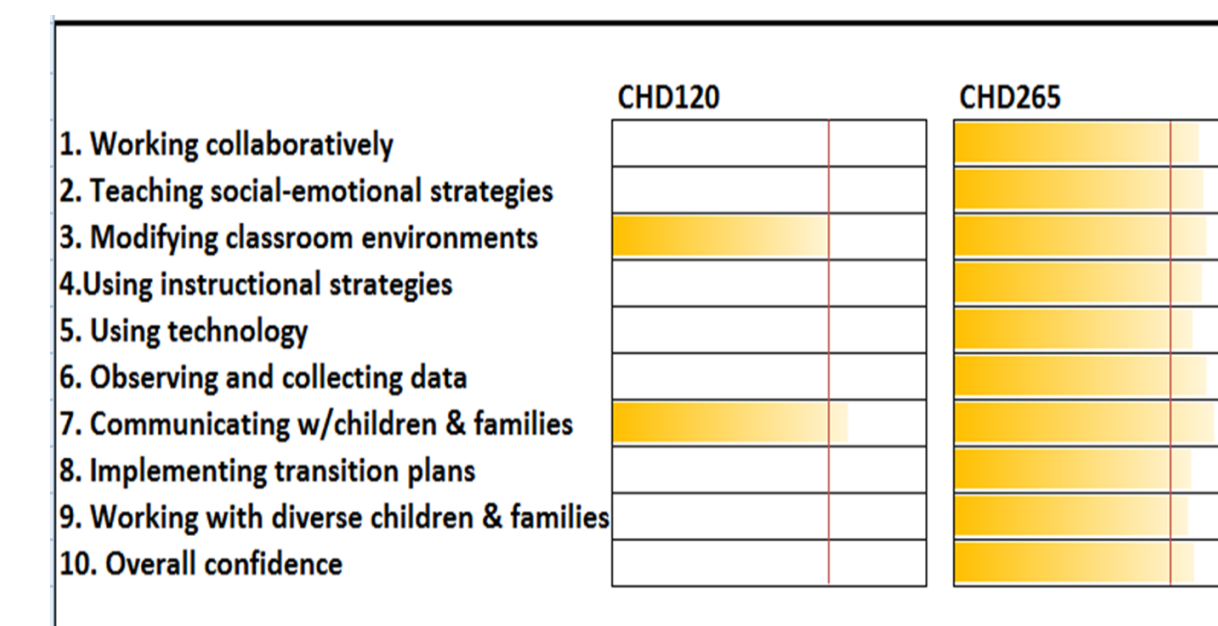 CHD120 CHD265
1. Working collaboratively
2. Teaching social-emotional strategies
3. Modifying classroom environments
4.Using instructional strategies
5. Using technology
6. Observing and collecting data
7. Communicating w/children & families
8. Implementing transition plans
9. Working with diverse children & families
10. Overall confidence